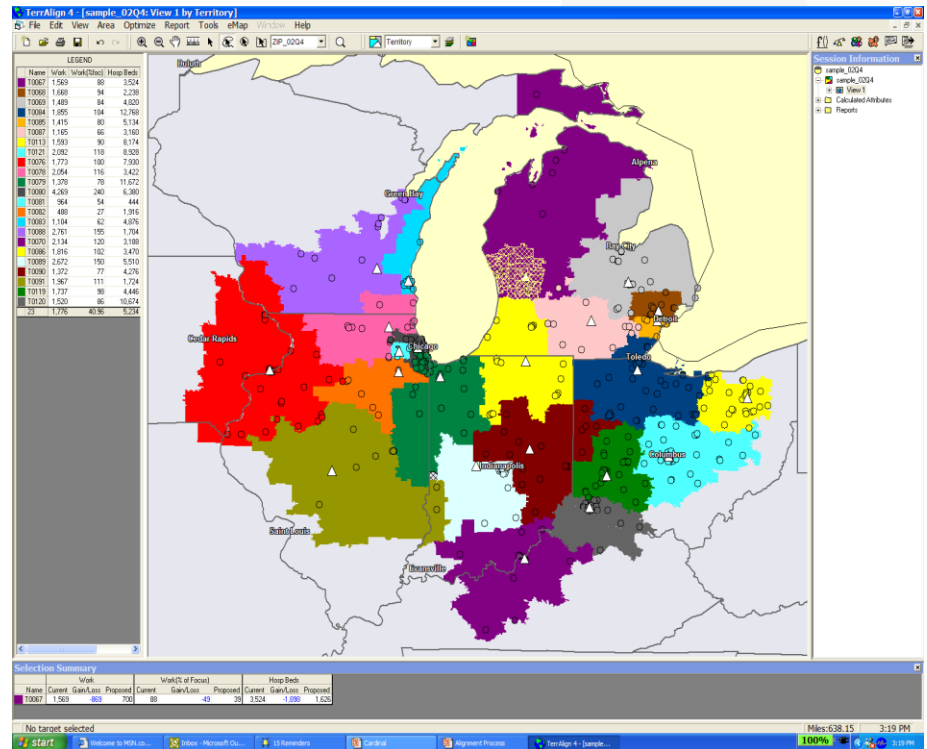 TerrAlign 4 - [sample_02Q4: View 1 by Territory]
File Edit View Area Optimize Report Tools eMap Window Help
ZIP_02Q4 Territory
LEGEND
Name Work Work(%foc) Hosp Beds
T0067 1,569 88 3,524
T0068 1,668 94 2,238
T0069 1,489 84 4,820
T0084 1,855 104 12,768
T0085 1,415 80 5,134
T0087 1,165 66 3,160
T0113 1,593 90 8,174
T0121 2,092 118 8,928
T0076 1,773 100 7,930
T0078 2,054 116 3,422
T0079 1,378 78 11,672
T0080 4,269 240 6,380
T0081 964 54 444
T0082 488 27 1,916
T0083 1,104 62 4,876
T0088 2,761 155 1,704
T0070 2,134 120 3,180
T0086 1,816 102 3,470
T0089 2,672 150 5,510
T0090 1,372 77 4,276
T0091 1,967 111 1,724
T0119 1,737 98 4,446
T0120 1,520 86 10,674
23 1,776 40.96 5,234
Duluth
Alpena
Green Bay
Bay City
Detroit
Cedar Rapids
Chicago
Toledo
Columbus
Indianapolis
Saint Louis
Evansville
Session Information
sample_02Q4
sample_02Q4
View 1
Calculated Attributes
Reports
Selection Summary
Work Work(% of Focus) Hosp Beds
Name Current Gain/Loss Proposed Current Gain/Loss Proposed Current Gain/Loss Proposed
T0067 1,569 -869 700 88 -49 39 3,524 -1,898 1,626
No target selected
Miles:638.15 3:19 PM
start Welcome to MSN.co... Inbox - Microsoft Ou... 15 Reminders Cardinal Alignment Process TerrAlign 4 - [sample... 100% 3:19 PM